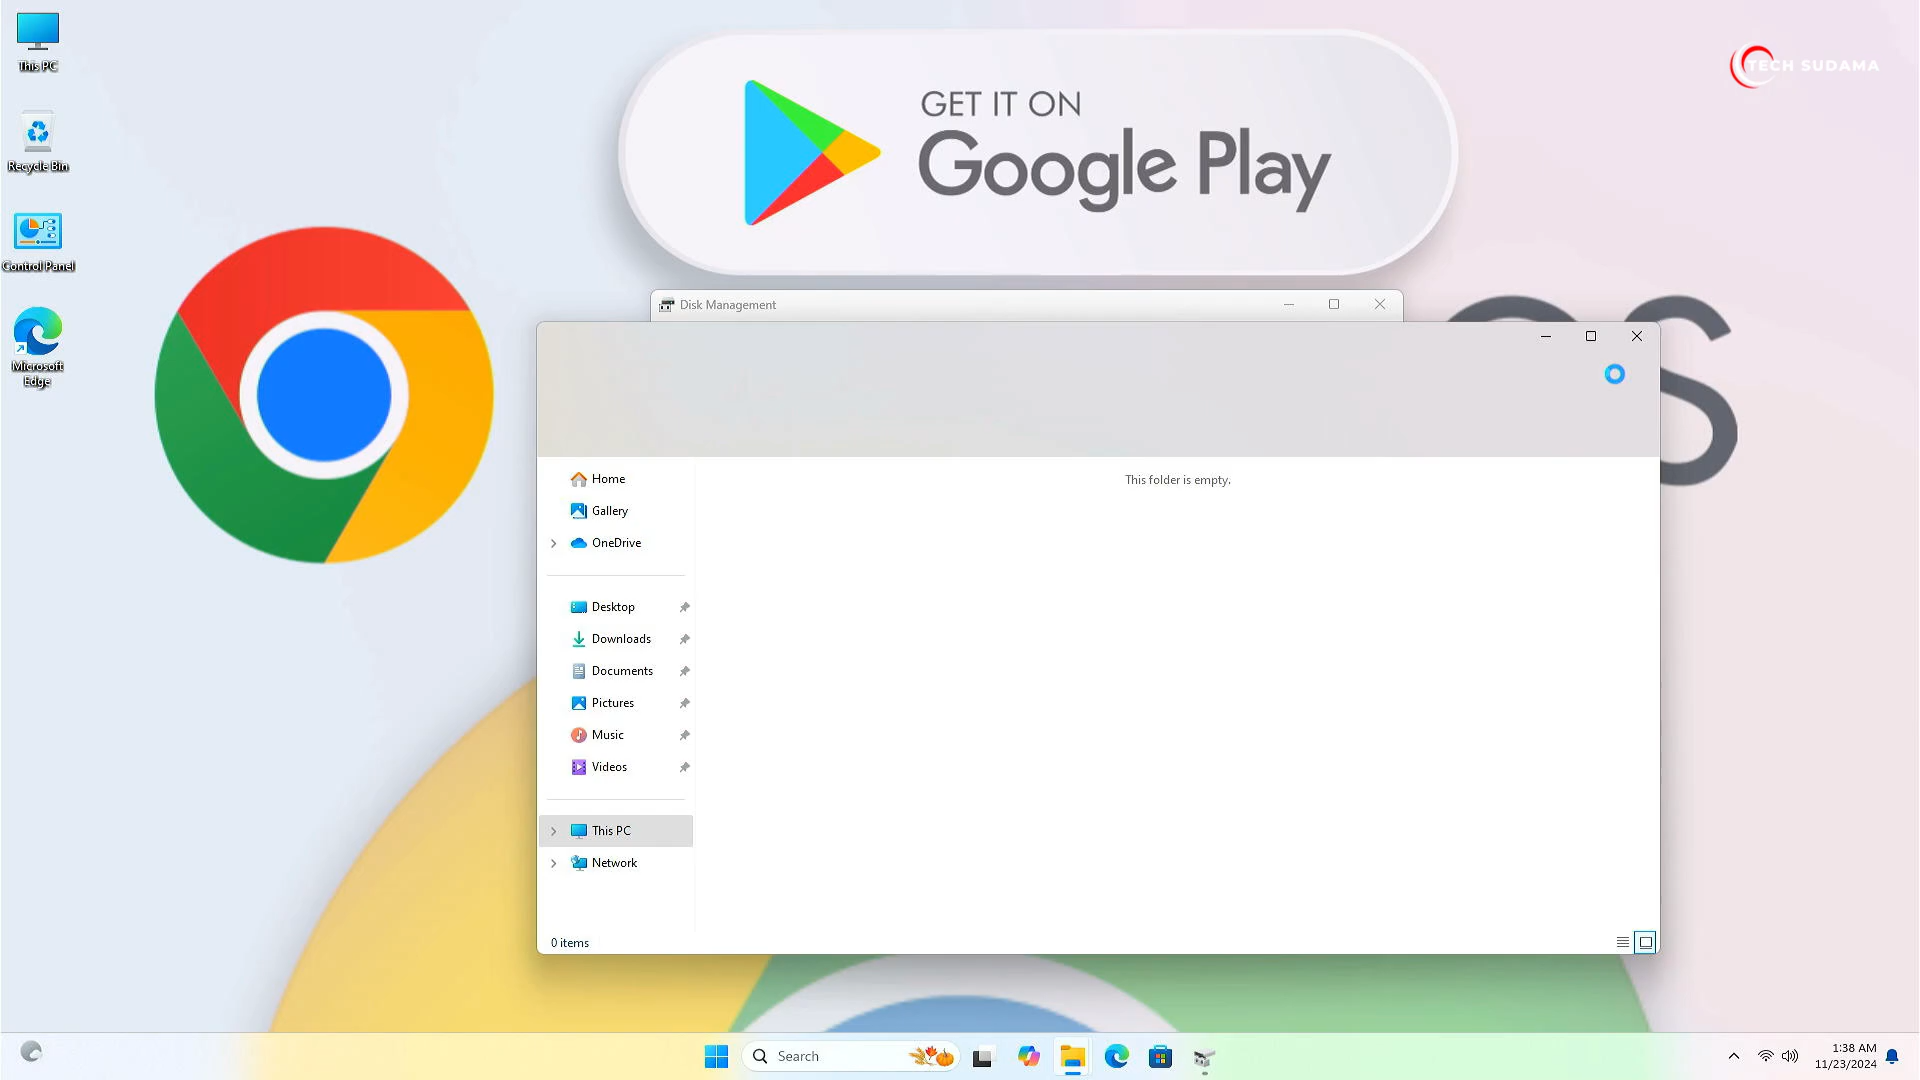 This PC
Recycle Bin
Control Panel
Microsoft
Edge
TECH SUDAMA
GET IT ON
Google Play
OS
Disk Management
Home
Gallery
OneDrive
Desktop
Downloads
Documents
Pictures
Music
Videos
This PC
Network
This folder is empty.
0 items
Search
1:38 AM
11/23/2024